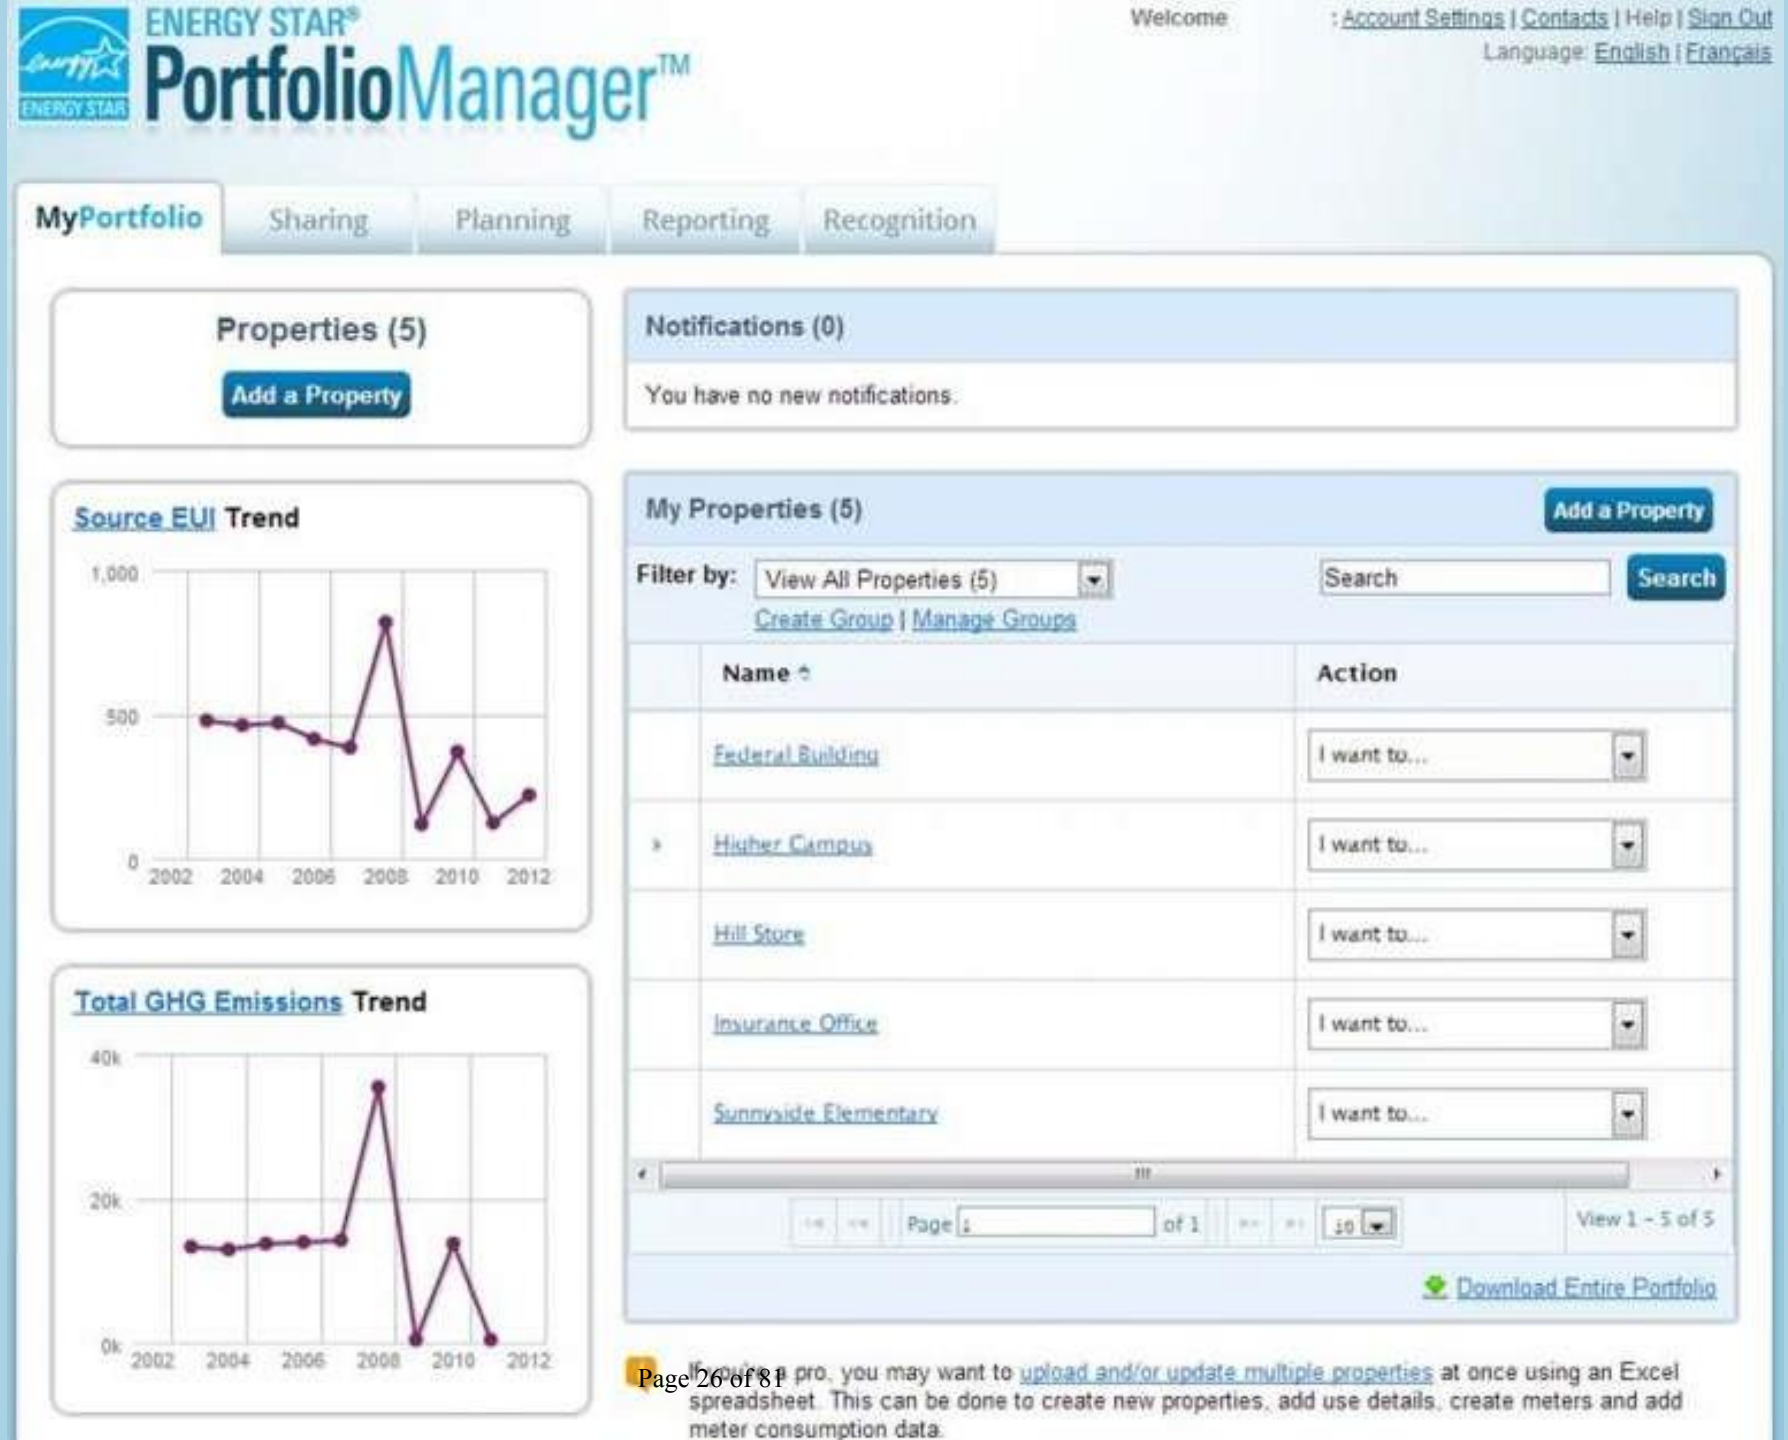 ENERGY STAR®
PortfolioManager™
energy
ENERGY STAR
Welcome : Account Settings | Contacts | Help | Sign Out
Language: English | Français
MyPortfolio Sharing Planning Reporting Recognition
Properties (5)
Add a Property
Source EUI Trend
1,000
500
0
2002 2004 2006 2008 2010 2012
Total GHG Emissions Trend
40k
20k
0k
2002 2004 2006 2008 2010 2012
Notifications (0)
You have no new notifications.
My Properties (5) Add a Property
Filter by: View All Properties (5) Search Search
Create Group | Manage Groups
Name Action
Federal Building I want to...
Higher Campus I want to...
Hill Store I want to...
Insurance Office I want to...
Sunnyside Elementary I want to...
Page of 1 10 View 1 - 5 of 5
Download Entire Portfolio
If you're a pro, you may want to upload and/or update multiple properties at once using an Excel
Page 26 of 81
spreadsheet. This can be done to create new properties, add use details, create meters and add
meter consumption data.